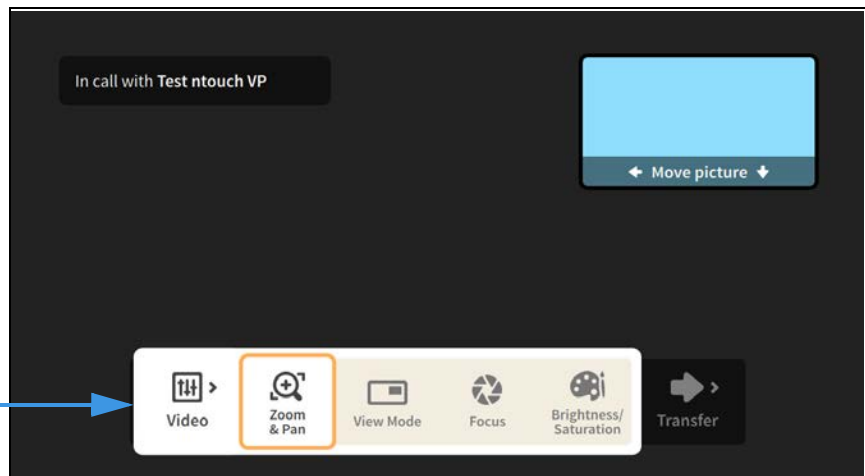 In call with Test ntouch VP
Move picture
Video
Zoom
& Pan
View Mode
Focus
Brightness/
Saturation
Transfer